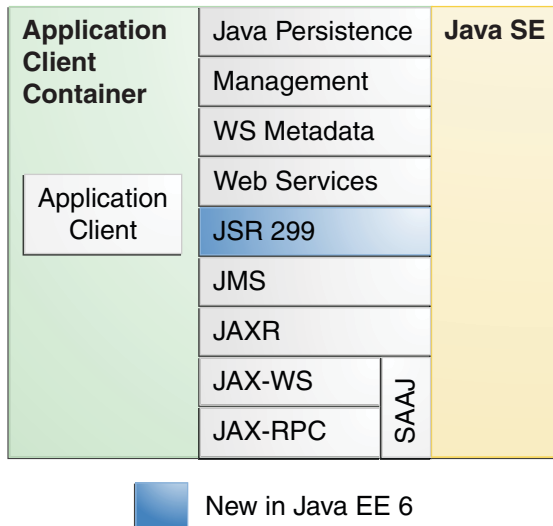 Application
Client
Container
Application
Client
Java Persistence
Management
WS Metadata
Web Services
JSR 299
JMS
JAXR
JAX-WS
JAX-RPC
SAAJ
Java SE
New in Java EE 6